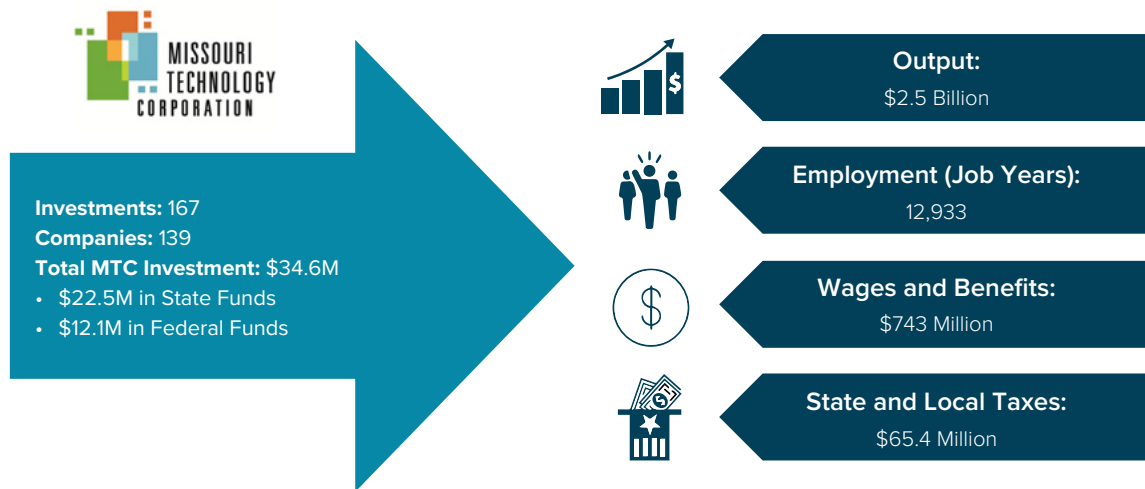 MISSOURI
TECHNOLOGY
CORPORATION
Investments: 167
Companies: 139
Total MTC Investment: $34.6M
• $22.5M in State Funds
• $12.1M in Federal Funds
$
Output:
$2.5 Billion
Employment (Job Years):
12,933
$
Wages and Benefits:
$743 Million
$
State and Local Taxes:
$65.4 Million